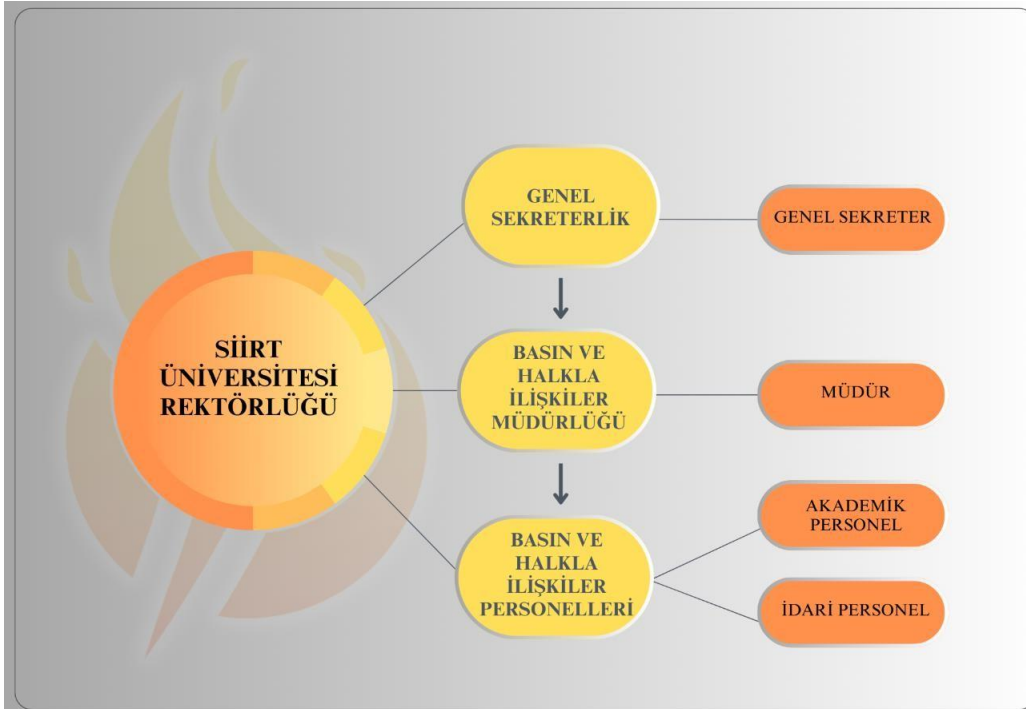 SİİRT
ÜNİVERSİTESİ
REKTÖRLÜĞÜ
GENEL
SEKRETERLİK
GENEL SEKRETER
BASIN VE
HALKLA
İLİŞKİLER
MÜDÜRLÜĞÜ
MÜDÜR
BASIN VE
HALKLA
İLİŞKİLER
PERSONELLERİ
AKADEMİK
PERSONEL
İDARİ PERSONEL